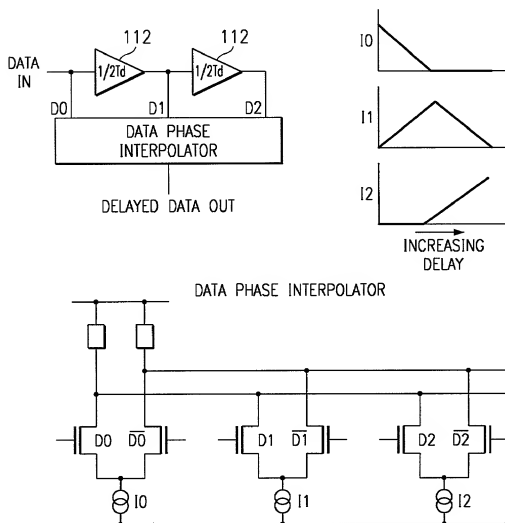 112
112
DATA
IN
1/2Td
1/2Td
D0
D1
D2
DATA PHASE
INTERPOLATOR
DELAYED DATA OUT
I0
I1
I2
INCREASING
DELAY
DATA PHASE INTERPOLATOR
D0 D̅0̅ D1 D̅1̅ D2 D̅2̅
I0 I1 I2